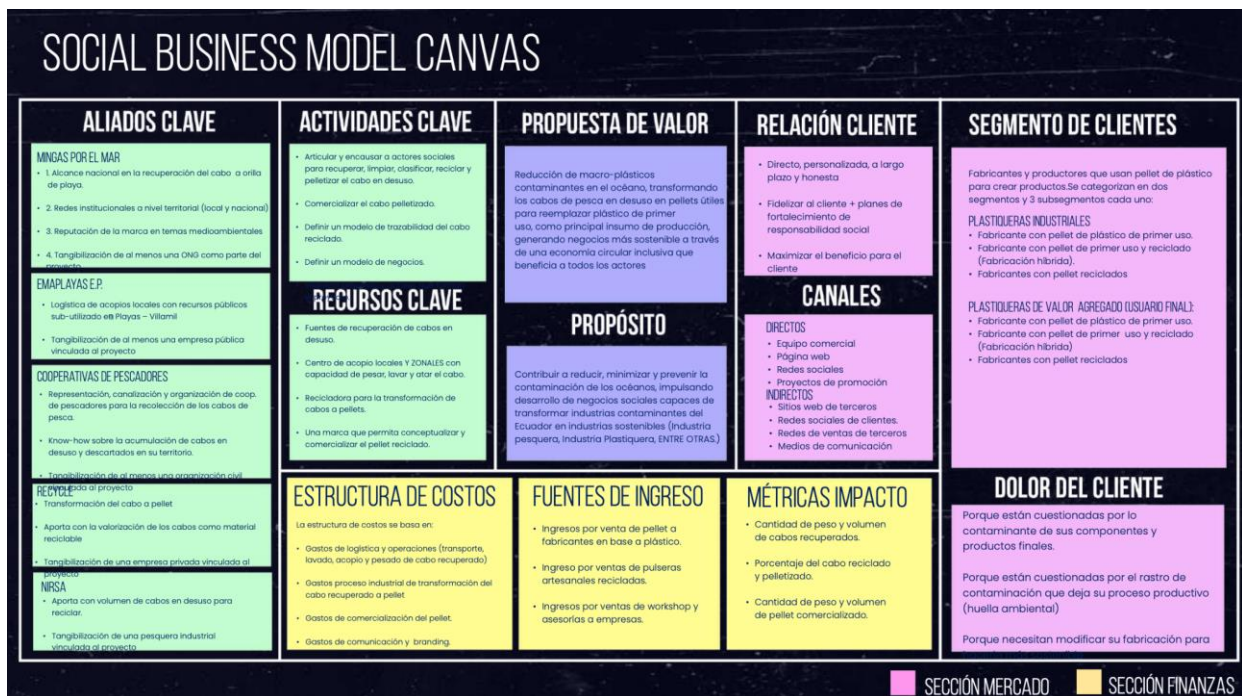 SOCIAL BUSINESS MODEL CANVAS
ALIADOS CLAVE
MINGAS POR EL MAR
• 1. Alcance nacional en la recuperación del cabo a orilla
de playa.
• 2. Redes institucionales a nivel territorial (local y nacional)
• 3. Reputación de la marca en temas medioambientales
• 4. Tangibilización de al menos una ONG como parte del
proyecto
EMAPLAYAS E.P.
• Logística de acopios locales con recursos públicos
sub-utilizado en Playas – Villamil
• Tangibilización de al menos una empresa pública
vinculada al proyecto
COOPERATIVAS DE PESCADORES
• Representación, canalización y organización de coop.
de pescadores para la recolección de los cabos de
pesca.
• Know-how sobre la acumulación de cabos en
desuso y descartados en su territorio.
• Tangibilización de al menos una organización civil
vinculada al proyecto
RECYCLE
• Transformación del cabo a pellet
• Aporta con la valorización de los cabos como material
reciclable
• Tangibilización de una empresa privada vinculada al
proyecto
NIRSA
• Aporta con volumen de cabos en desuso para
reciclar.
• Tangibilización de una pesquera industrial
vinculada al proyecto
ACTIVIDADES CLAVE
• Articular y encausar a actores sociales
para recuperar, limpiar, clasificar, reciclar y
pelletizar el cabo en desuso.
• Comercializar el cabo pelletizado.
• Definir un modelo de trazabilidad del cabo
reciclado.
• Definir un modelo de negocios.
RECURSOS CLAVE
• Fuentes de recuperación de cabos en
desuso.
• Centro de acopio locales Y ZONALES con
capacidad de pesar, lavar y atar el cabo.
• Recicladora para la transformación de
cabos a pellets.
• Una marca que permita conceptualizar y
comercializar el pellet reciclado.
PROPUESTA DE VALOR
Reducción de macro-plásticos
contaminantes en el océano, transformando
los cabos de pesca en desuso en pellets útiles
para reemplazar plástico de primer
uso, como principal insumo de producción,
generando negocios más sostenible a través
de una economía circular inclusiva que
beneficia a todos los actores
PROPÓSITO
Contribuir a reducir, minimizar y prevenir la
contaminación de los océanos, impulsando
desarrollo de negocios sociales capaces de
transformar industrias contaminantes del
Ecuador en industrias sostenibles (Industria
pesquera, Industria Plastiquera, ENTRE OTRAS.)
RELACIÓN CLIENTE
• Directo, personalizada, a largo
plazo y honesta
• Fidelizar al cliente + planes de
fortalecimiento de
responsabilidad social
• Maximizar el beneficio para el
cliente
CANALES
DIRECTOS
• Equipo comercial
• Página web
• Redes sociales
• Proyectos de promoción
INDIRECTOS
• Sitios web de terceros
• Redes sociales de clientes.
• Redes de ventas de terceros
• Medios de comunicación
SEGMENTO DE CLIENTES
Fabricantes y productores que usan pellet de plástico
para crear productos.Se categorizan en dos
segmentos y 3 subsegmentos cada uno:
PLASTIQUERAS INDUSTRIALES
• Fabricante con pellet de plástico de primer uso.
• Fabricante con pellet de primer uso y reciclado
(Fabricación híbrida).
• Fabricantes con pellet reciclados
PLASTIQUERAS DE VALOR AGREGADO (USUARIO FINAL):
• Fabricante con pellet de plástico de primer uso.
• Fabricante con pellet de primer uso y reciclado
(Fabricación híbrida)
• Fabricantes con pellet reciclados
DOLOR DEL CLIENTE
Porque están cuestionadas por lo
contaminante de sus componentes y
productos finales.
Porque están cuestionadas por el rastro de
contaminación que deja su proceso productivo
(huella ambiental)
Porque necesitan modificar su fabricación para
ESTRUCTURA DE COSTOS
La estructura de costos se basa en:
• Gastos de logística y operaciones (transporte,
lavado, acopio y pesado de cabo recuperado)
• Gastos proceso industrial de transformación del
cabo recuperado a pellet
• Gastos de comercialización del pellet.
• Gastos de comunicación y branding.
FUENTES DE INGRESO
• Ingresos por venta de pellet a
fabricantes en base a plástico.
• Ingreso por ventas de pulseras
artesanales recicladas.
• Ingresos por ventas de workshop y
asesorías a empresas.
MÉTRICAS IMPACTO
• Cantidad de peso y volumen
de cabos recuperados.
• Porcentaje del cabo reciclado
y pelletizado.
• Cantidad de peso y volumen
de pellet comercializado.
SECCIÓN MERCADO
SECCIÓN FINANZAS